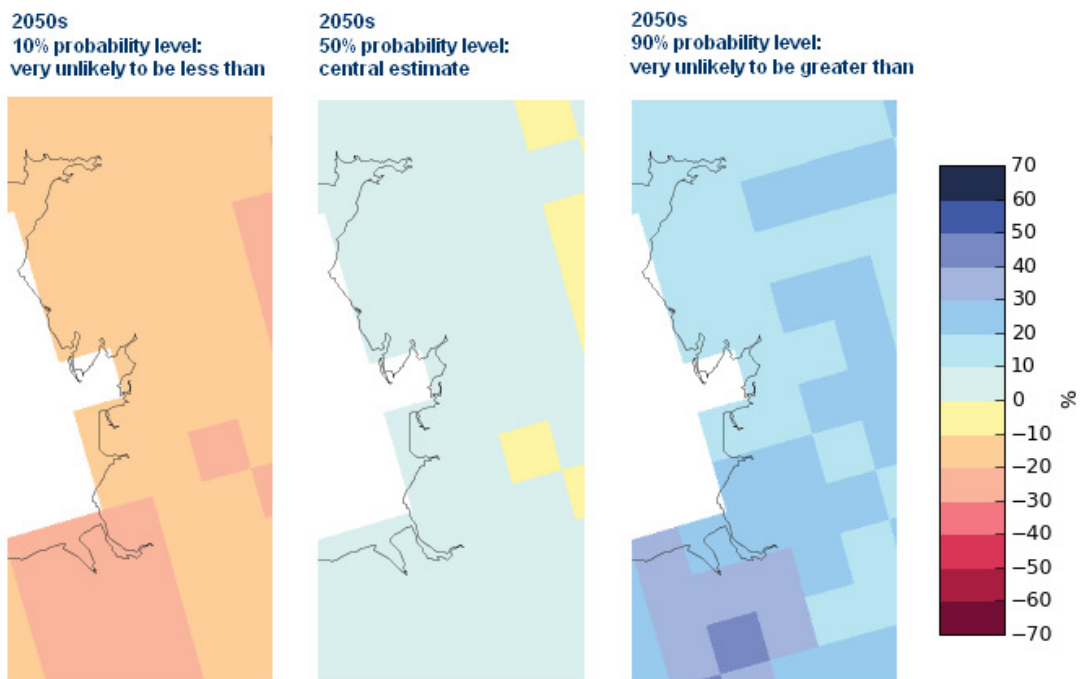 2050s
10% probability level:
very unlikely to be less than
2050s
50% probability level:
central estimate
2050s
90% probability level:
very unlikely to be greater than
70
60
50
40
30
20
10
0
−10
−20
−30
−40
−50
−60
−70
%